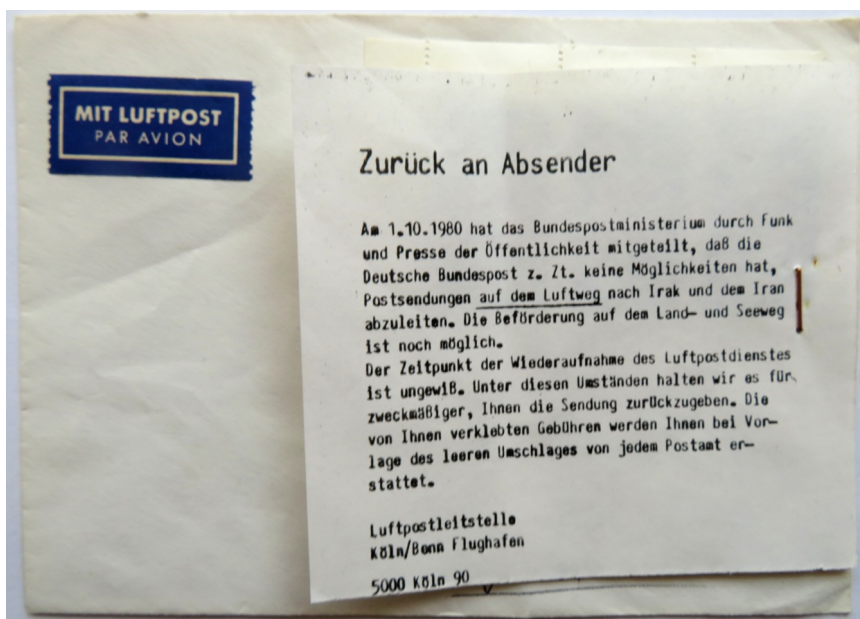 MIT LUFTPOST
PAR AVION
Zurück an Absender
Am 1.10.1980 hat das Bundespostministerium durch Funk
und Presse der Öffentlichkeit mitgeteilt, daß die
Deutsche Bundespost z. Zt. keine Möglichkeiten hat,
Postsendungen auf dem Luftweg nach Irak und dem Iran
abzuleiten. Die Beförderung auf dem Land- und Seeweg
ist noch möglich.
Der Zeitpunkt der Wiederaufnahme des Luftpostdienstes
ist ungewiß. Unter diesen Umständen halten wir es für
zweckmäßiger, Ihnen die Sendung zurückzugeben. Die
von Ihnen verklebten Gebühren werden Ihnen bei Vor-
lage des leeren Umschlages von jedem Postamt er-
stattet.
Luftpostleitstelle
Köln/Bonn Flughafen
5000 Köln 90